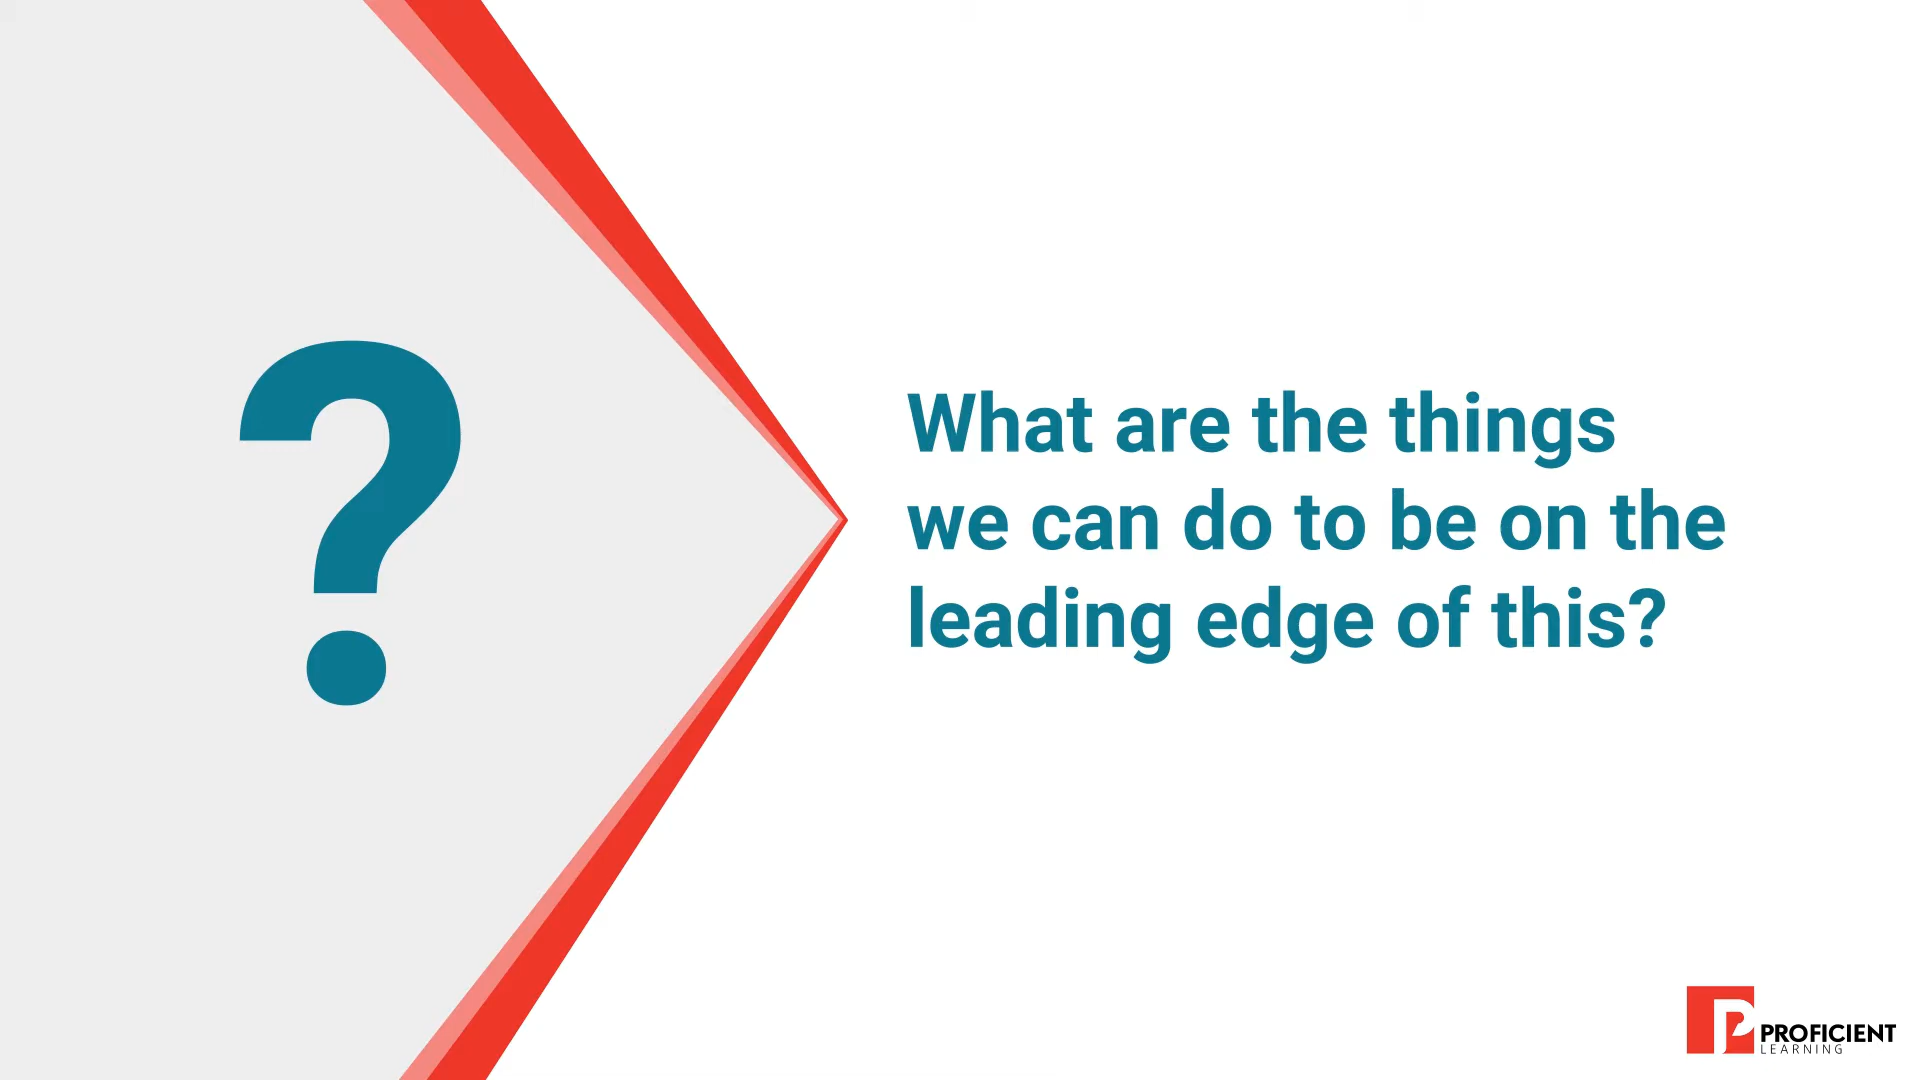 ?
What are the things
we can do to be on the
leading edge of this?
PROFICIENT
LEARNING